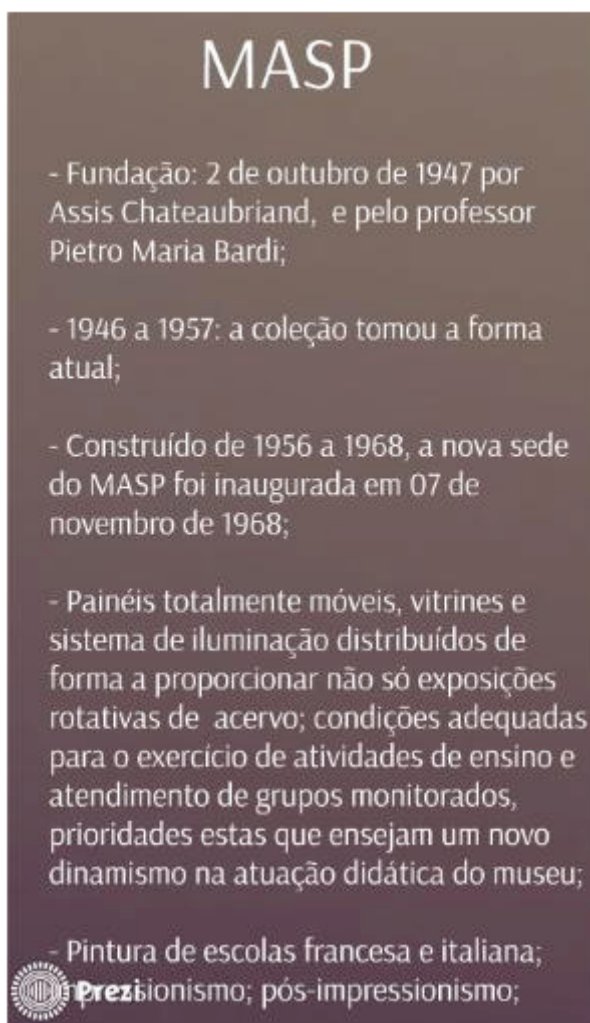 MASP
- Fundação: 2 de outubro de 1947 por
Assis Chateaubriand, e pelo professor
Pietro Maria Bardi;
- 1946 a 1957: a coleção tomou a forma
atual;
- Construído de 1956 a 1968, a nova sede
do MASP foi inaugurada em 07 de
novembro de 1968;
- Painéis totalmente móveis, vitrines e
sistema de iluminação distribuídos de
forma a proporcionar não só exposições
rotativas de acervo; condições adequadas
para o exercício de atividades de ensino e
atendimento de grupos monitorados,
prioridades estas que ensejam um novo
dinamismo na atuação didática do museu;
- Pintura de escolas francesa e italiana;
pós-impressionismo;
Prezi